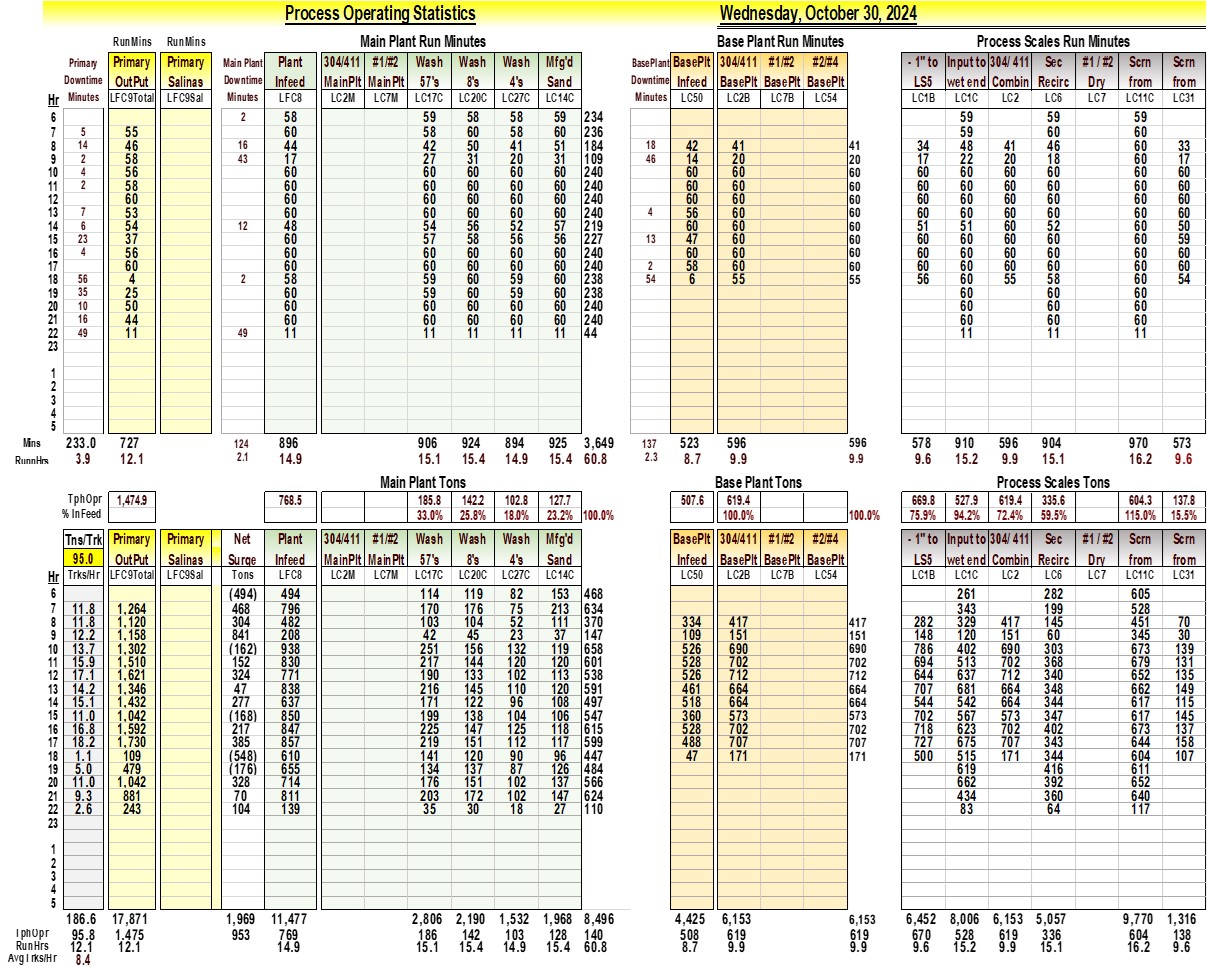 Process Operating Statistics Wednesday, October 30, 2024
RunMins RunMins Main Plant Run Minutes Base Plant Run Minutes Process Scales Run Minutes
Primary Primary Primary Main Plant Plant 304/411 #1/#2 Wash Wash Wash Mfg'd BasePlant BasePlt 304/411 #1/#2 #2/#4 - 1" to Input to 304/ 411 Sec #1 / #2 Scrn Scrn
Downtime OutPut Salinas Downtime Infeed MainPlt MainPlt 57's 8's 4's Sand Downtime Infeed BasePlt BasePlt BasePlt LS5 wet end Combin Recirc Dry from from
Hr Minutes LFC9Total LFC9Sal Minutes LFC8 LC2M LC7M LC17C LC20C LC27C LC14C Minutes LC50 LC2B LC7B LC54 LC1B LC1C LC2 LC6 LC7 LC11C LC31
6 2 58 59 58 58 59 234 59 59 59
7 5 55 60 58 60 58 60 236 59 60 60
8 14 46 16 44 42 50 41 51 184 18 42 41 41 34 48 41 46 60 33
9 2 58 43 17 27 31 20 31 109 46 14 20 20 17 22 20 18 60 17
10 4 56 60 60 60 60 60 240 60 60 60 60 60 60 60 60 60
11 2 58 60 60 60 60 60 240 60 60 60 60 60 60 60 60 60
12 60 60 60 60 60 60 240 60 60 60 60 60 60 60 60 60
13 7 53 60 60 60 60 60 240 4 56 60 60 60 60 60 60 60 60
14 6 54 12 48 54 56 52 57 219 60 60 60 51 51 60 52 60 50
15 23 37 60 57 58 56 56 227 13 47 60 60 60 60 60 60 60 59
16 4 56 60 60 60 60 60 240 60 60 60 60 60 60 60 60 60
17 60 60 60 60 60 60 240 2 58 60 60 60 60 60 60 60 60
18 56 4 2 58 59 60 59 60 238 54 6 55 55 56 60 55 58 60 54
19 35 25 60 59 60 59 60 238 60 60 60
20 10 50 60 60 60 60 60 240 60 60 60
21 16 44 60 60 60 60 60 240 60 60 60
22 49 11 49 11 11 11 11 11 44 11 11 11
23
1
2
3
4
5
Mins 233.0 727 124 896 906 924 894 925 3,649 137 523 596 596 578 910 596 904 970 573
RunnHrs 3.9 12.1 2.1 14.9 15.1 15.4 14.9 15.4 60.8 2.3 8.7 9.9 9.9 9.6 15.2 9.9 15.1 16.2 9.6
Main Plant Tons Base Plant Tons Process Scales Tons
TphOpr 1,474.9 768.5 185.8 142.2 102.8 127.7 507.6 619.4 669.8 527.9 619.4 335.6 604.3 137.8
% InFeed 33.0% 25.8% 18.0% 23.2% 100.0% 100.0% 100.0% 75.9% 94.2% 72.4% 59.5% 115.0% 15.5%
Tns/Trk Primary Primary Net Plant 304/411 #1/#2 Wash Wash Wash Mfg'd BasePlt 304/411 #1/#2 #2/#4 - 1" to Input to 304/ 411 Sec #1 / #2 Scrn Scrn
95.0 OutPut Salinas Surge Infeed MainPlt MainPlt 57's 8's 4's Sand Infeed BasePlt BasePlt BasePlt LS5 wet end Combin Recirc Dry from from
Hr Trks/Hr LFC9Total LFC9Sal Tons LFC8 LC2M LC7M LC17C LC20C LC27C LC14C LC50 LC2B LC7B LC54 LC1B LC1C LC2 LC6 LC7 LC11C LC31
6 (494) 494 114 119 82 153 468 261 282 605
7 11.8 1,264 468 796 170 176 75 213 634 343 199 528
8 11.8 1,120 304 482 103 104 52 111 370 334 417 417 282 329 417 145 451 70
9 12.2 1,158 841 208 42 45 23 37 147 109 151 151 148 120 151 60 345 30
10 13.7 1,302 (162) 938 251 156 132 119 658 526 690 690 786 402 690 303 673 139
11 15.9 1,510 152 830 217 144 120 120 601 528 702 702 694 513 702 368 679 131
12 17.1 1,621 324 771 190 133 102 113 538 526 712 712 644 637 712 340 652 135
13 14.2 1,346 47 838 216 145 110 120 591 461 664 664 707 681 664 348 662 149
14 15.1 1,432 277 637 171 122 96 108 497 518 664 664 544 542 664 344 617 115
15 11.0 1,042 (168) 850 199 138 104 106 547 360 573 573 702 567 573 347 617 145
16 16.8 1,592 217 847 225 147 125 118 615 528 702 702 718 623 702 402 673 137
17 18.2 1,730 385 857 219 151 112 117 599 488 707 707 727 675 707 343 644 158
18 1.1 109 (548) 610 141 120 90 96 447 47 171 171 500 515 171 344 604 107
19 5.0 479 (176) 655 134 137 87 126 484 619 416 611
20 11.0 1,042 328 714 176 151 102 137 566 662 392 652
21 9.3 881 70 811 203 172 102 147 624 434 360 640
22 2.6 243 104 139 35 30 18 27 110 83 64 117
23
1
2
3
4
5
186.6 17,871 1,969 11,477 2,806 2,190 1,532 1,968 8,496 4,425 6,153 6,153 6,452 8,006 6,153 5,057 9,770 1,316
TphOpr 95.8 1,475 953 769 186 142 103 128 140 508 619 619 670 528 619 336 604 138
RunHrs 12.1 12.1 14.9 15.1 15.4 14.9 15.4 60.8 8.7 9.9 9.9 9.6 15.2 9.9 15.1 16.2 9.6
AvgTrks/Hr 8.4